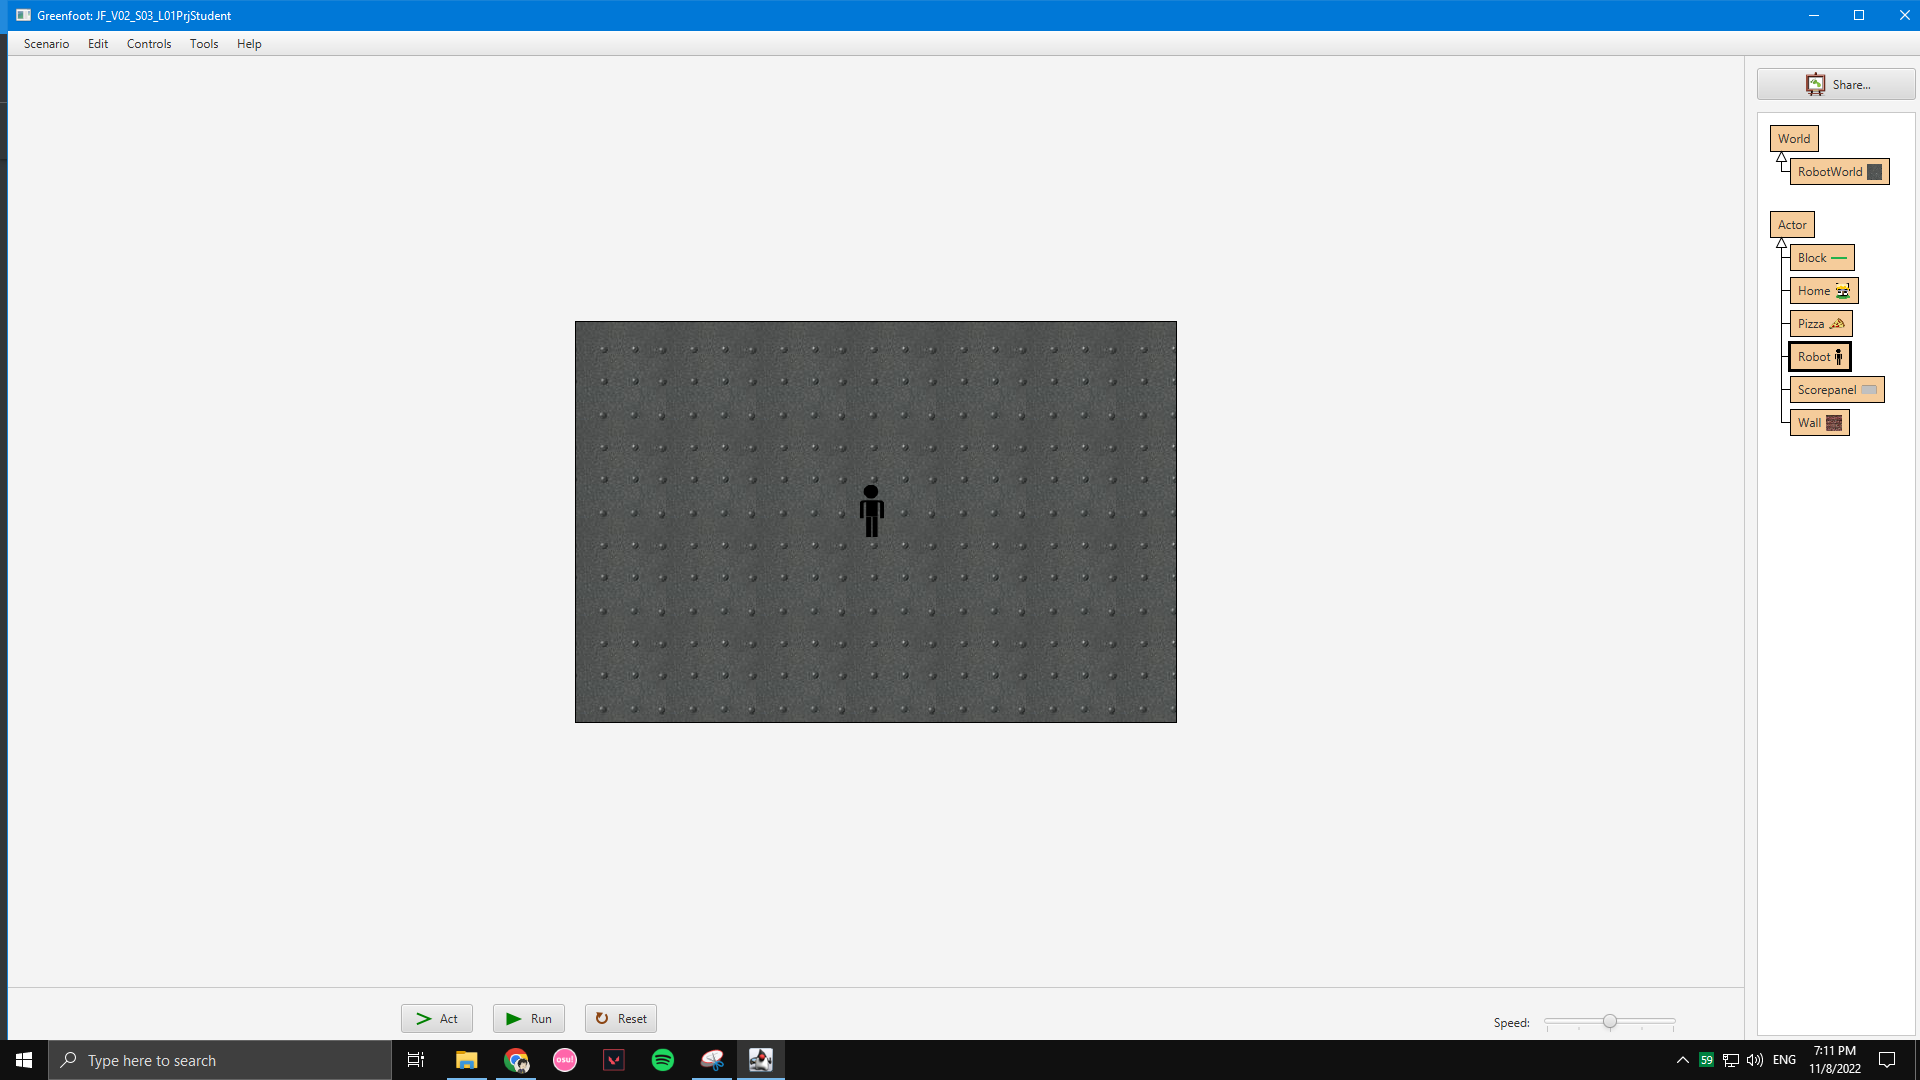 Greenfoot: JF_V02_S03_L01PrjStudent
Scenario Edit Controls Tools Help
Share...
World
RobotWorld
Actor
Block
Home
Pizza
Robot
Scorepanel
Wall
Act Run Reset
Speed:
Type here to search
osu!
59
ENG
7:11 PM
11/8/2022